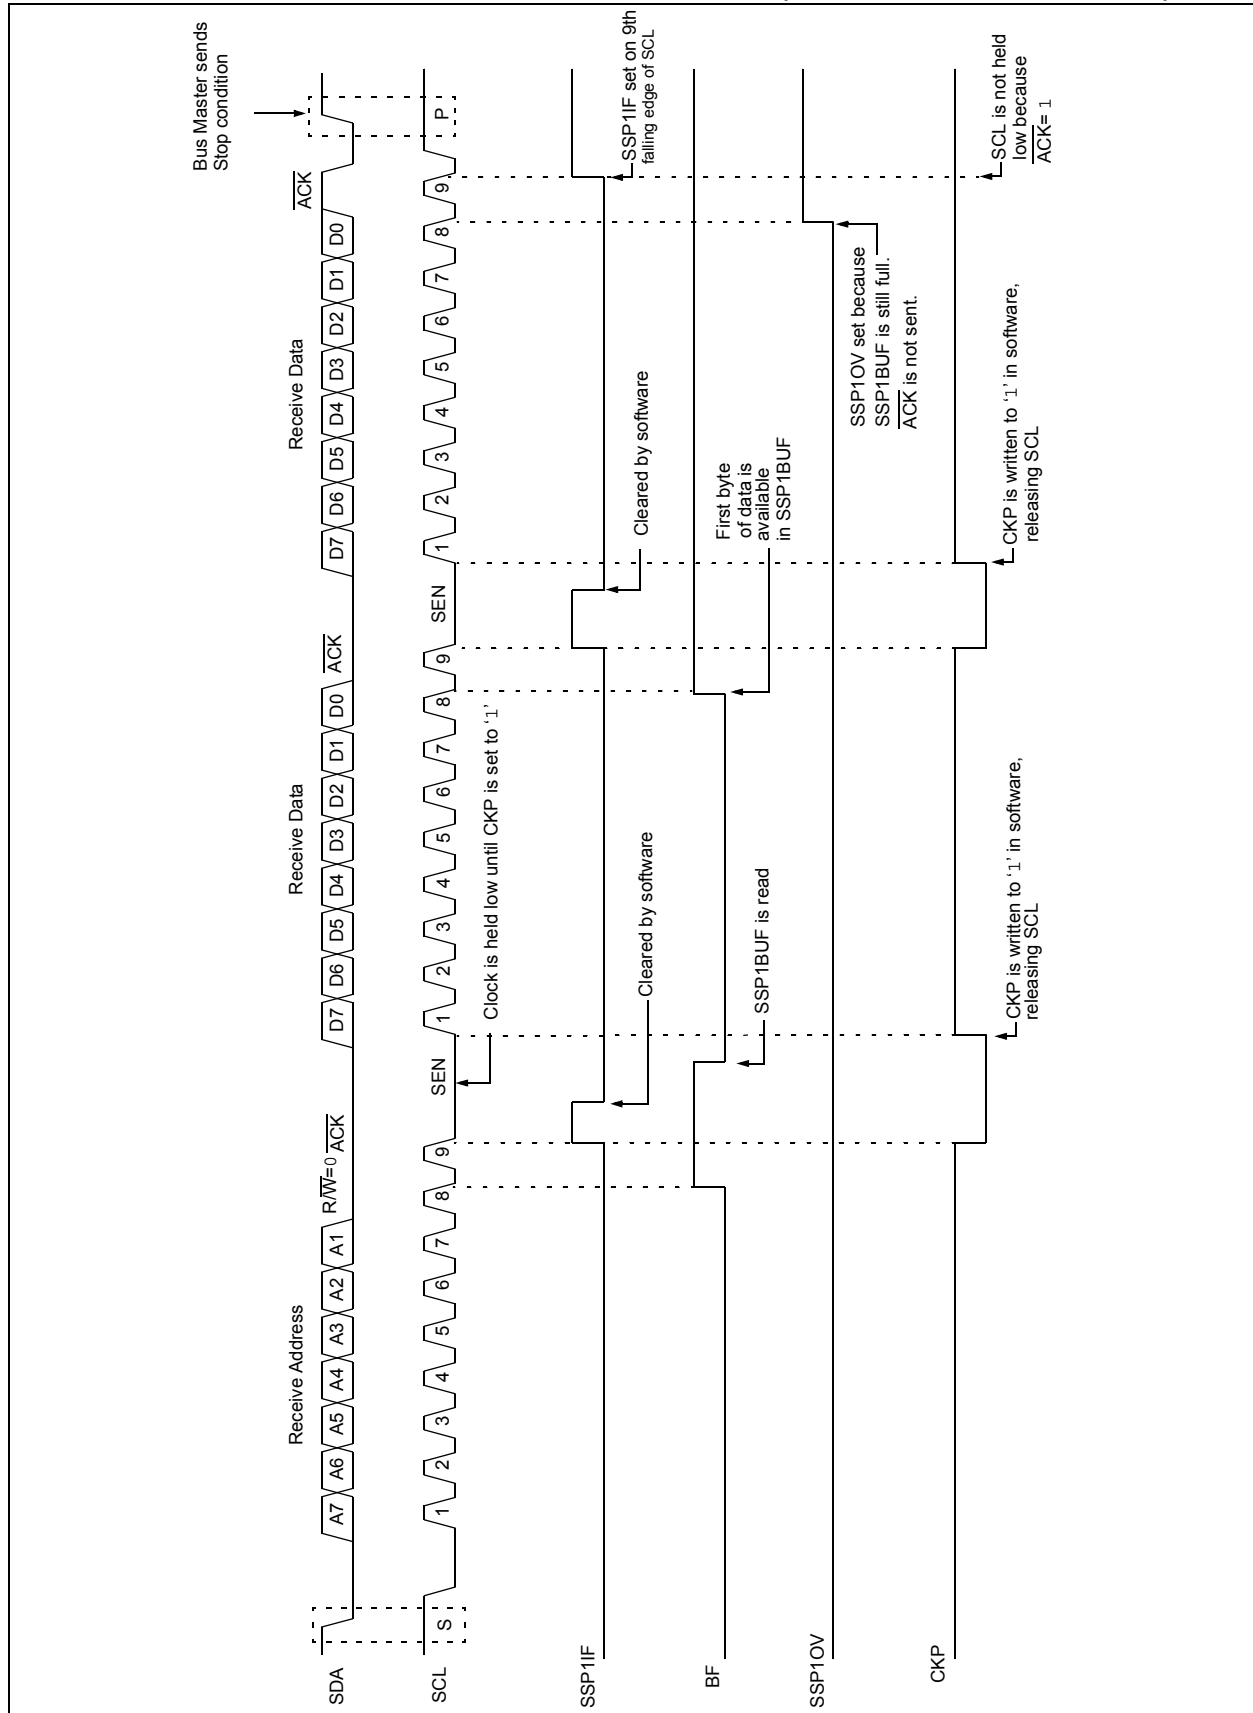 Bus Master sends
Stop condition
Receive Address
Receive Data
Receive Data
SDA
A7 A6 A5 A4 A3 A2 A1
R/W=0
ACK
D7 D6 D5 D4 D3 D2 D1 D0
ACK
D7 D6 D5 D4 D3 D2 D1 D0
ACK
SCL
S
1 2 3 4 5 6 7 8 9
SEN
1 2 3 4 5 6 7 8 9
SEN
1 2 3 4 5 6 7 8 9
P
Clock is held low until CKP is set to ‘1’
SSP1IF
Cleared by software
Cleared by software
SSP1IF set on 9th
falling edge of SCL
BF
SSP1BUF is read
First byte
of data is
available
in SSP1BUF
SSP1OV
SSP1OV set because
SSP1BUF is still full.
ACK is not sent.
CKP
CKP is written to ‘1’ in software,
releasing SCL
CKP is written to ‘1’ in software,
releasing SCL
SCL is not held
low because
ACK= 1